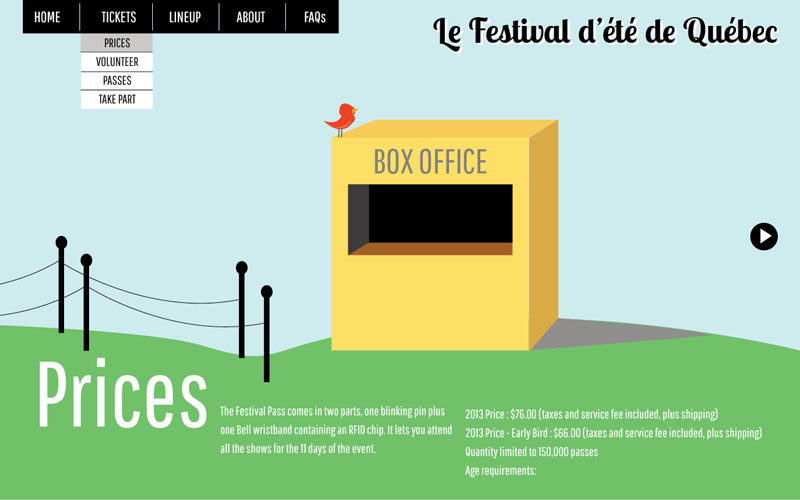 HOME TICKETS LINEUP ABOUT FAQs
Le Festival d'été de Québec
PRICES
VOLUNTEER
PASSES
TAKE PART
BOX OFFICE
Prices
The Festival Pass comes in two parts, one blinking pin plus
one Bell wristband containing an RFID chip. It lets you attend
all the shows for the 11 days of the event.
2013 Price : $76.00 (taxes and service fee included, plus shipping)
2013 Price - Early Bird : $66.00 (taxes and service fee included, plus shipping)
Quantity limited to 150,000 passes
Age requirements: